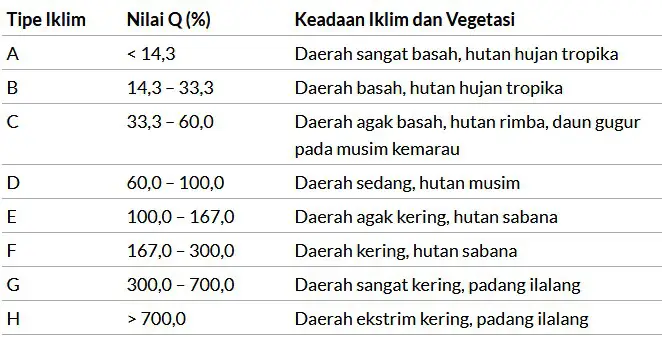 Tipe Iklim Nilai Q (%) Keadaan Iklim dan Vegetasi
A < 14,3 Daerah sangat basah, hutan hujan tropika
B 14,3 – 33,3 Daerah basah, hutan hujan tropika
C 33,3 – 60,0 Daerah agak basah, hutan rimba, daun gugur
pada musim kemarau
D 60,0 – 100,0 Daerah sedang, hutan musim
E 100,0 – 167,0 Daerah agak kering, hutan sabana
F 167,0 – 300,0 Daerah kering, hutan sabana
G 300,0 – 700,0 Daerah sangat kering, padang ilalang
H > 700,0 Daerah ekstrim kering, padang ilalang